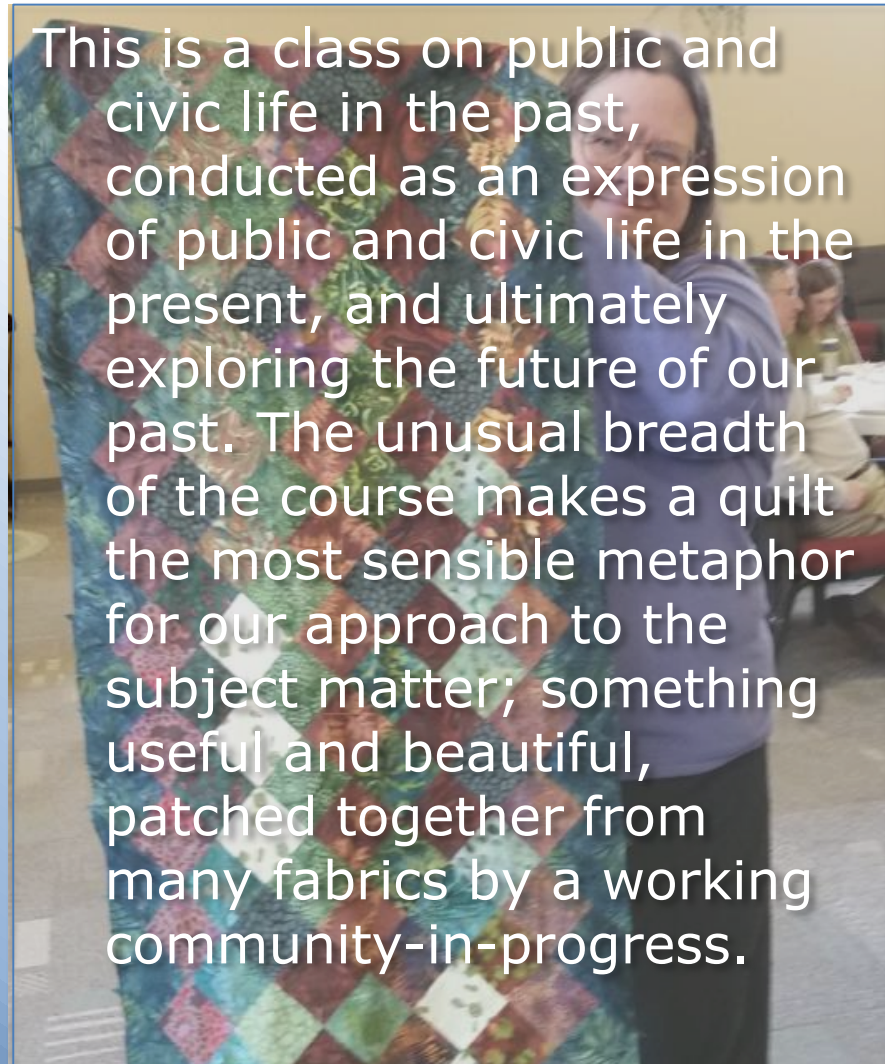 This is a class on public and
civic life in the past,
conducted as an expression
of public and civic life in the
present, and ultimately
exploring the future of our
past. The unusual breadth
of the course makes a quilt
the most sensible metaphor
for our approach to the
subject matter; something
useful and beautiful,
patched together from
many fabrics by a working
community-in-progress.